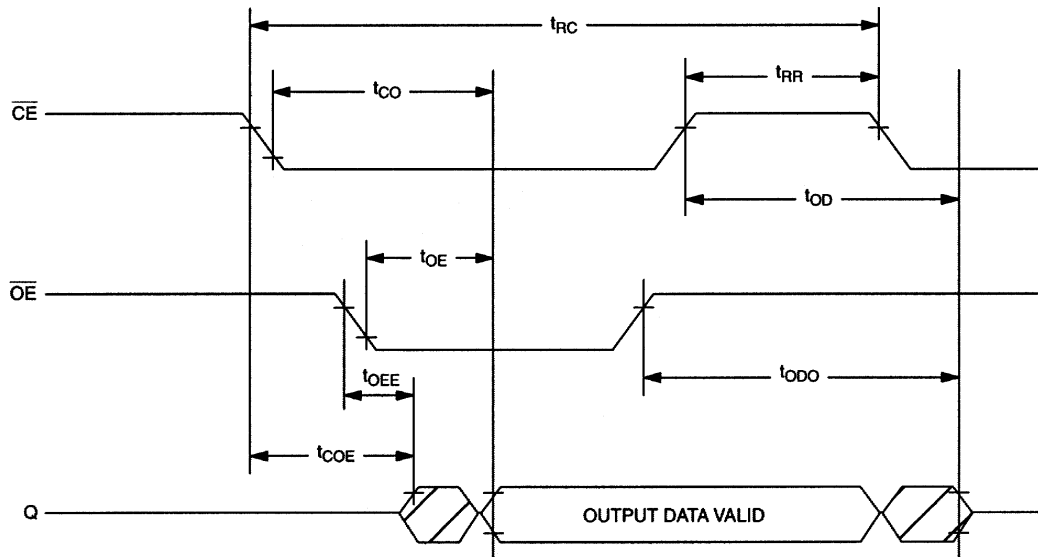 tRC
tRR
tCO
CE
tOD
tOE
OE
tODO
tOEE
tCOE
Q
OUTPUT DATA VALID